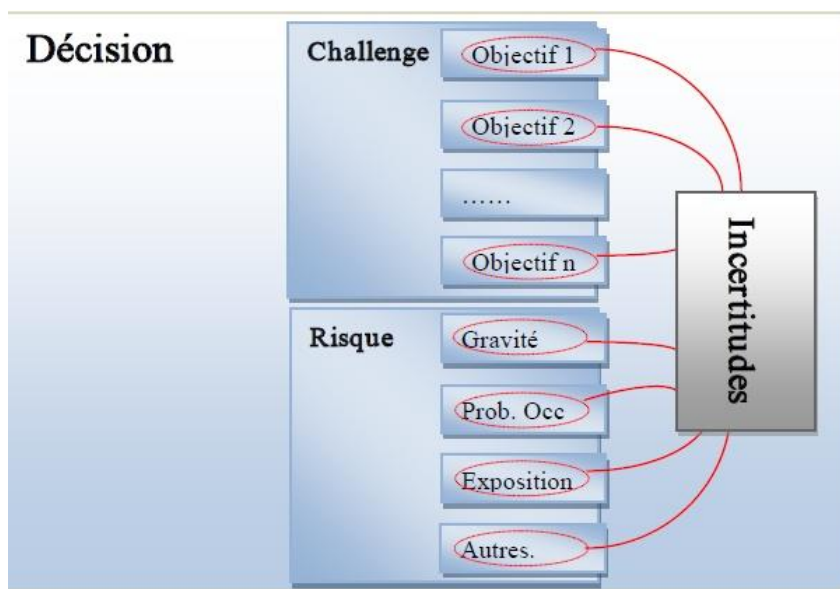 Décision
Challenge
Objectif 1
Objectif 2
......
Objectif n
Risque
Gravité
Prob. Occ
Exposition
Autres.
Incertitudes